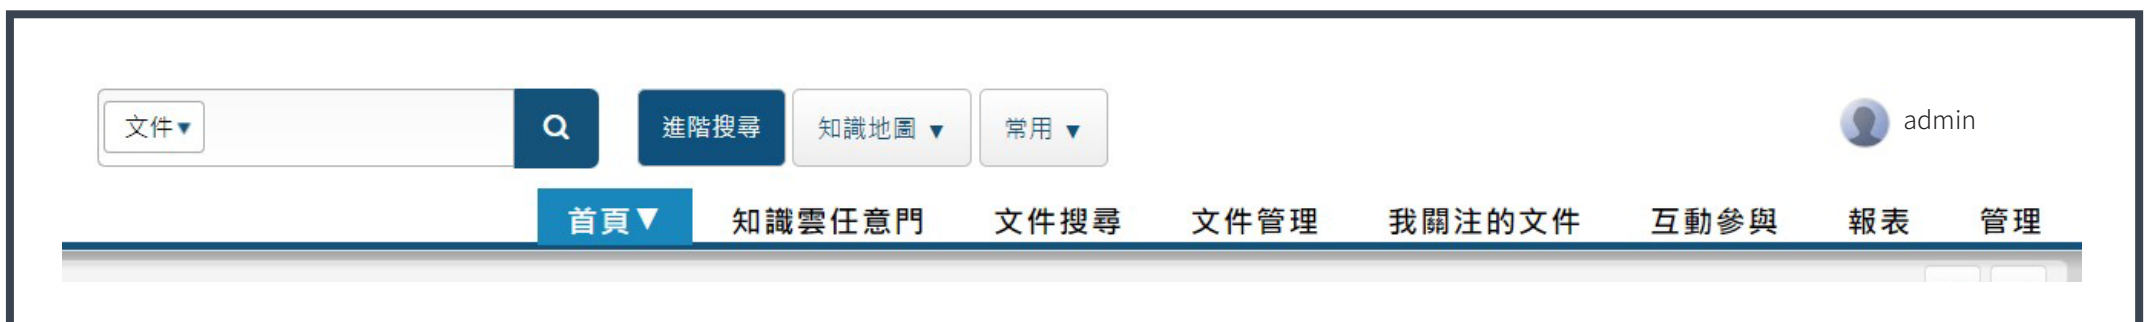 文件▼ 進階搜尋 知識地圖 ▼ 常用 ▼ admin
首頁▼ 知識雲任意門 文件搜尋 文件管理 我關注的文件 互動參與 報表 管理